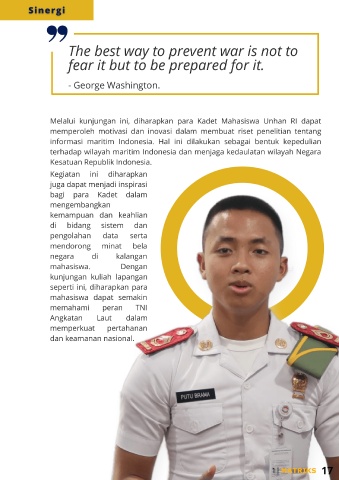 Sinergi
The best way to prevent war is not to
fear it but to be prepared for it.
- George Washington.
Melalui kunjungan ini, diharapkan para Kadet Mahasiswa Unhan RI dapat
memperoleh motivasi dan inovasi dalam membuat riset penelitian tentang
informasi maritim Indonesia. Hal ini dilakukan sebagai bentuk kepedulian
terhadap wilayah maritim Indonesia dan menjaga kedaulatan wilayah Negara
Kesatuan Republik Indonesia.
Kegiatan ini diharapkan
juga dapat menjadi inspirasi
bagi para Kadet dalam
mengembangkan
kemampuan dan keahlian
di bidang sistem dan
pengolahan data serta
mendorong minat bela
negara di kalangan
mahasiswa. Dengan
kunjungan kuliah lapangan
seperti ini, diharapkan para
mahasiswa dapat semakin
memahami peran TNI
Angkatan Laut dalam
memperkuat pertahanan
dan keamanan nasional.
PUTU BRAMA
17